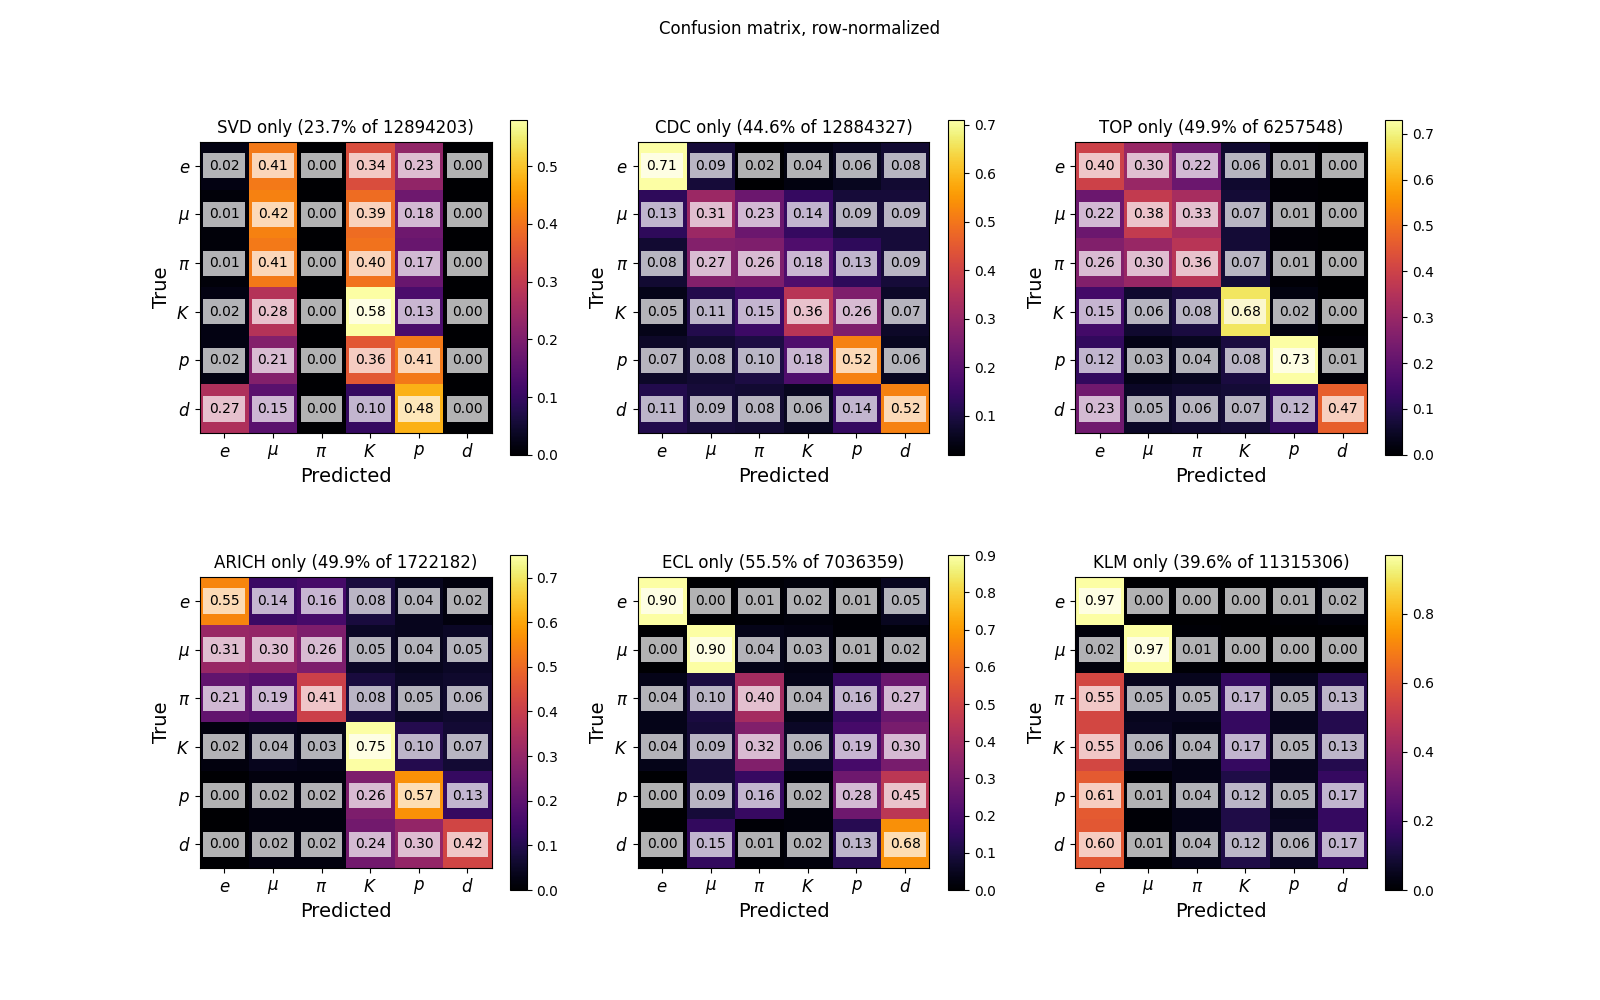 Confusion matrix, row-normalized
SVD only (23.7% of 12894203)
e 0.02 0.41 0.00 0.34 0.23 0.00
μ 0.01 0.42 0.00 0.39 0.18 0.00
π 0.01 0.41 0.00 0.40 0.17 0.00
K 0.02 0.28 0.00 0.58 0.13 0.00
p 0.02 0.21 0.00 0.36 0.41 0.00
d 0.27 0.15 0.00 0.10 0.48 0.00
e μ π K p d
Predicted
True
0.5
0.4
0.3
0.2
0.1
0.0
CDC only (44.6% of 12884327)
e 0.71 0.09 0.02 0.04 0.06 0.08
μ 0.13 0.31 0.23 0.14 0.09 0.09
π 0.08 0.27 0.26 0.18 0.13 0.09
K 0.05 0.11 0.15 0.36 0.26 0.07
p 0.07 0.08 0.10 0.18 0.52 0.06
d 0.11 0.09 0.08 0.06 0.14 0.52
e μ π K p d
Predicted
True
0.7
0.6
0.5
0.4
0.3
0.2
0.1
TOP only (49.9% of 6257548)
e 0.40 0.30 0.22 0.06 0.01 0.00
μ 0.22 0.38 0.33 0.07 0.01 0.00
π 0.26 0.30 0.36 0.07 0.01 0.00
K 0.15 0.06 0.08 0.68 0.02 0.00
p 0.12 0.03 0.04 0.08 0.73 0.01
d 0.23 0.05 0.06 0.07 0.12 0.47
e μ π K p d
Predicted
True
0.7
0.6
0.5
0.4
0.3
0.2
0.1
0.0
ARICH only (49.9% of 1722182)
e 0.55 0.14 0.16 0.08 0.04 0.02
μ 0.31 0.30 0.26 0.05 0.04 0.05
π 0.21 0.19 0.41 0.08 0.05 0.06
K 0.02 0.04 0.03 0.75 0.10 0.07
p 0.00 0.02 0.02 0.26 0.57 0.13
d 0.00 0.02 0.02 0.24 0.30 0.42
e μ π K p d
Predicted
True
0.7
0.6
0.5
0.4
0.3
0.2
0.1
0.0
ECL only (55.5% of 7036359)
e 0.90 0.00 0.01 0.02 0.01 0.05
μ 0.00 0.90 0.04 0.03 0.01 0.02
π 0.04 0.10 0.40 0.04 0.16 0.27
K 0.04 0.09 0.32 0.06 0.19 0.30
p 0.00 0.09 0.16 0.02 0.28 0.45
d 0.00 0.15 0.01 0.02 0.13 0.68
e μ π K p d
Predicted
True
0.9
0.8
0.7
0.6
0.5
0.4
0.3
0.2
0.1
0.0
KLM only (39.6% of 11315306)
e 0.97 0.00 0.00 0.00 0.01 0.02
μ 0.02 0.97 0.01 0.00 0.00 0.00
π 0.55 0.05 0.05 0.17 0.05 0.13
K 0.55 0.06 0.04 0.17 0.05 0.13
p 0.61 0.01 0.04 0.12 0.05 0.17
d 0.60 0.01 0.04 0.12 0.06 0.17
e μ π K p d
Predicted
True
0.8
0.6
0.4
0.2
0.0